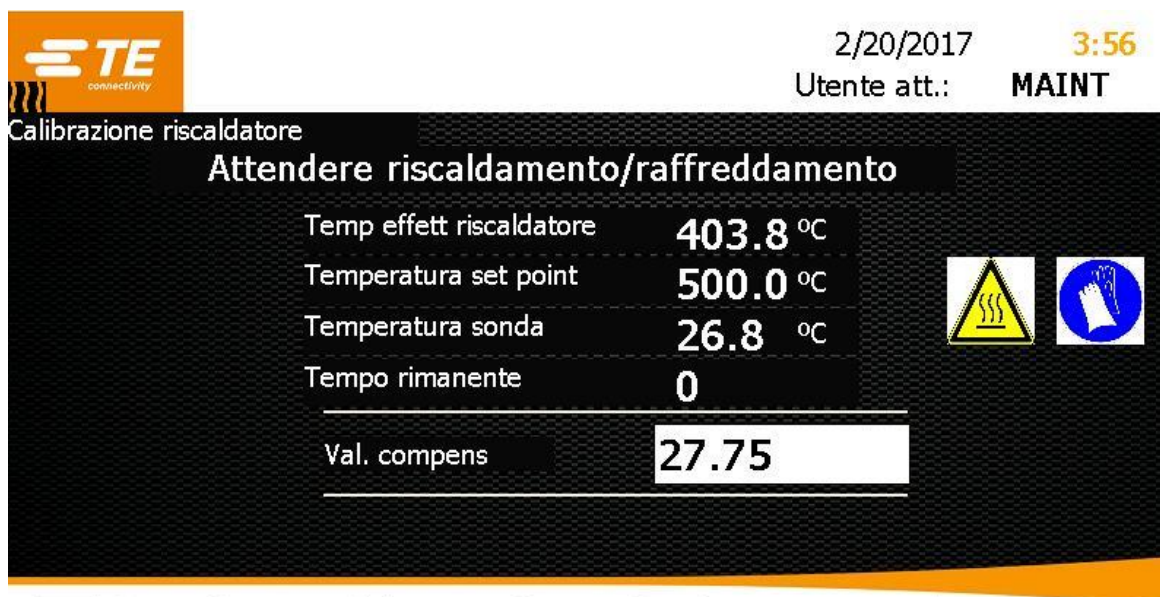 TE
connectivity
2/20/2017 3:56
Utente att.: MAINT
Calibrazione riscaldatore
Attendere riscaldamento/raffreddamento
Temp effett riscaldatore 403.8 ºC
Temperatura set point 500.0 ºC
Temperatura sonda 26.8 ºC
Tempo rimanente 0
Val. compens 27.75